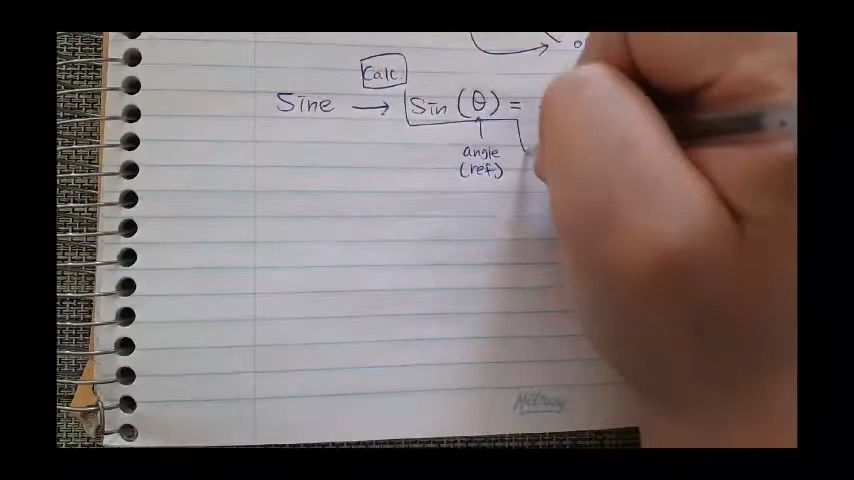 Calc.
Sine → Sin (θ) =
angle
(ref.)